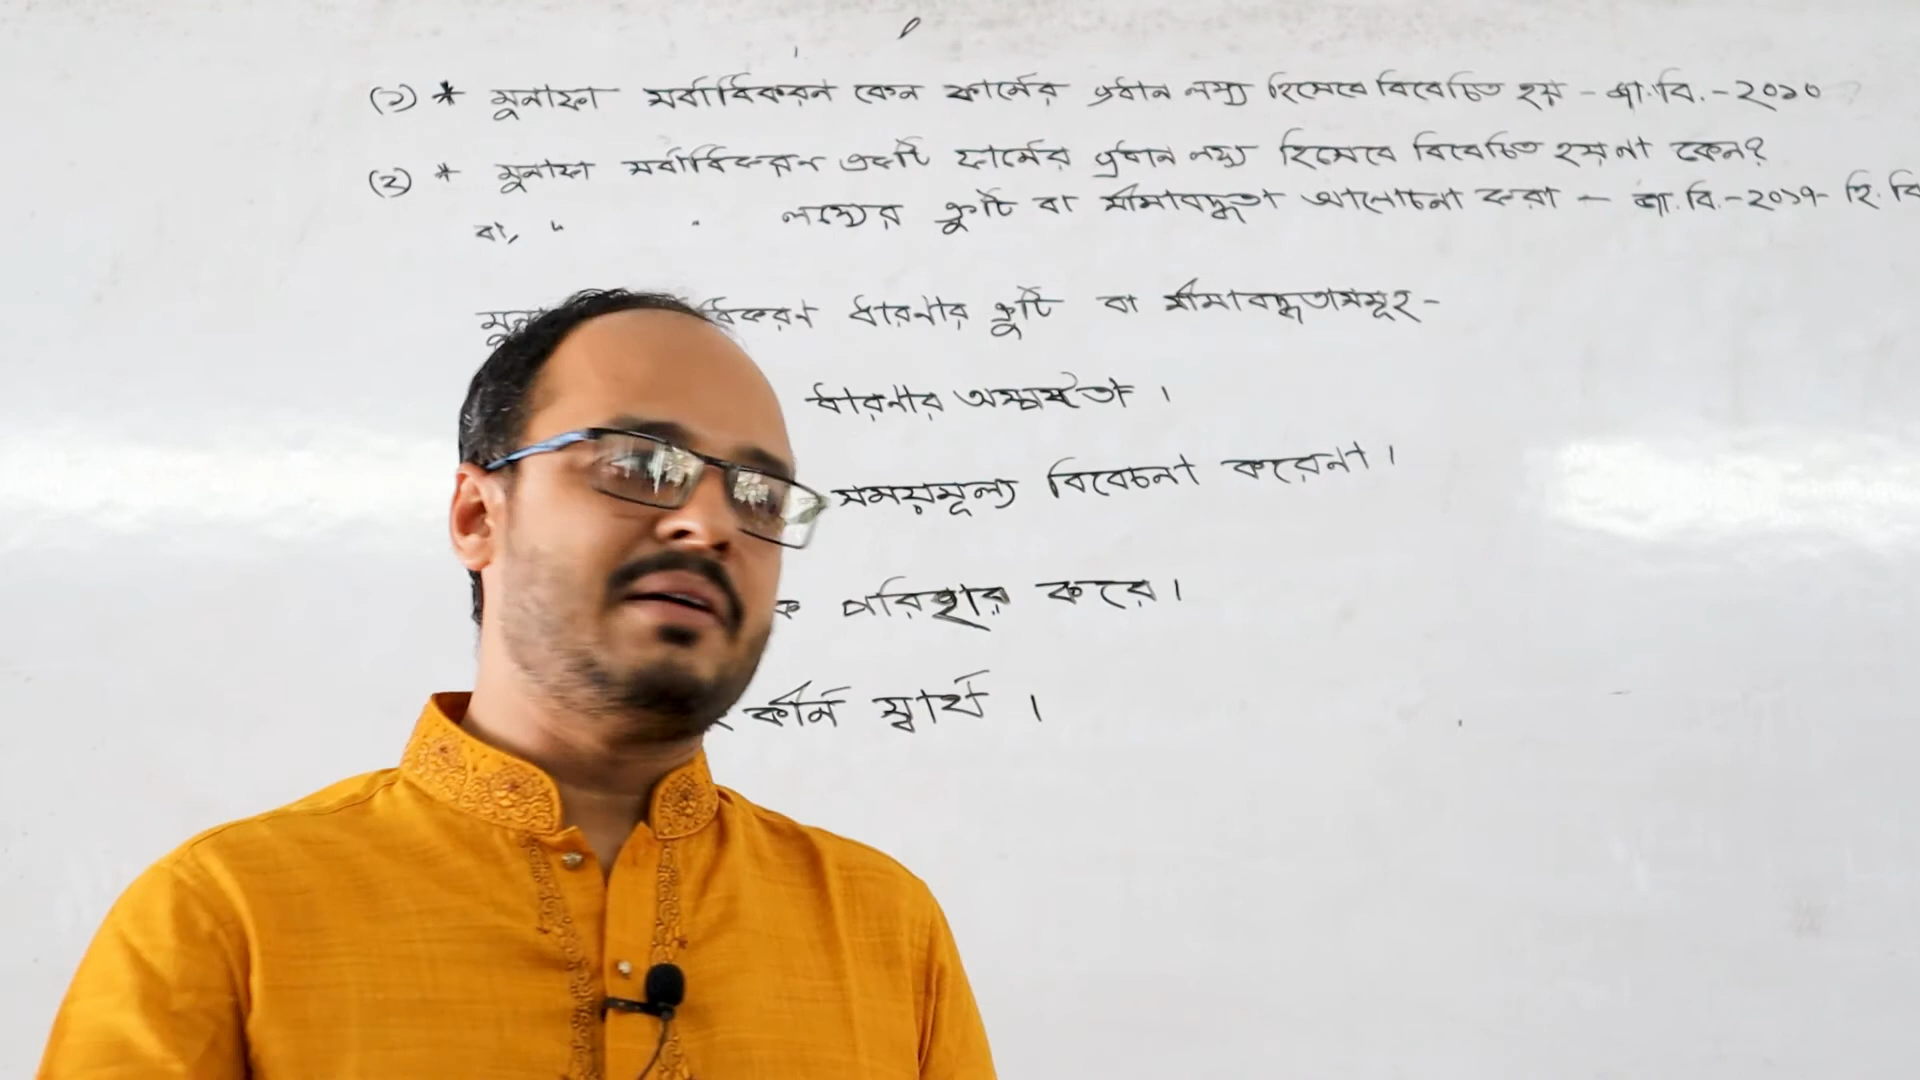 (১) * মুনাফা সর্বাধিকরন কেন ফার্মের প্রধান লক্ষ্য হিসেবে বিবেচিত হয় - জা.বি. - ২০১০
(২) * মুনাফা সর্বাধিকরন একটি ফার্মের প্রধান লক্ষ্য হিসেবে বিবেচিত হয়না কেন?
বা, " " লক্ষ্যের ত্রুটি বা সীমাবদ্ধতা আলোচনা করা - জা.বি. - ২০১৭- হি. বি
ধিকরণ ধারনার ত্রুটি বা সীমাবদ্ধতাসমূহ -
ধারনার অস্পষ্টতা ।
সময়মূল্য বিবেচনা করেনা ।
ক পরিহার করে।
কীর্ন স্বার্থ ।